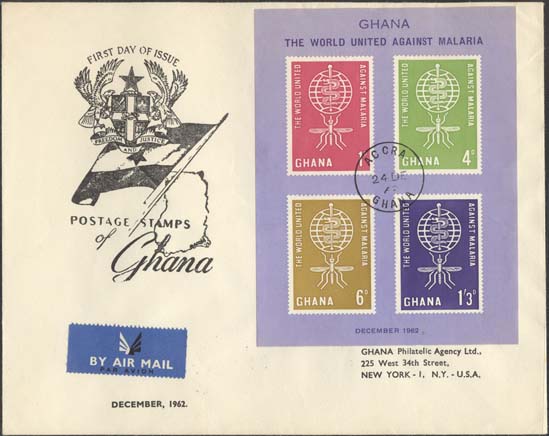 FIRST DAY OF ISSUE
FREEDOM AND JUSTICE
POSTAGE STAMPS
of
Ghana
BY AIR MAIL
PAR AVION
DECEMBER, 1962.
GHANA
THE WORLD UNITED AGAINST MALARIA
THE WORLD UNITED
AGAINST MALARIA
GHANA
THE WORLD UNITED
AGAINST MALARIA
4D
GHANA
ACCRA
24 DE
GHANA
THE WORLD UNITED
AGAINST MALARIA
6D
GHANA
THE WORLD UNITED
AGAINST MALARIA
1'3D
GHANA
DECEMBER 1962
GHANA Philatelic Agency Ltd.,
225 West 34th Street,
NEW YORK - I, N.Y. - U.S.A,